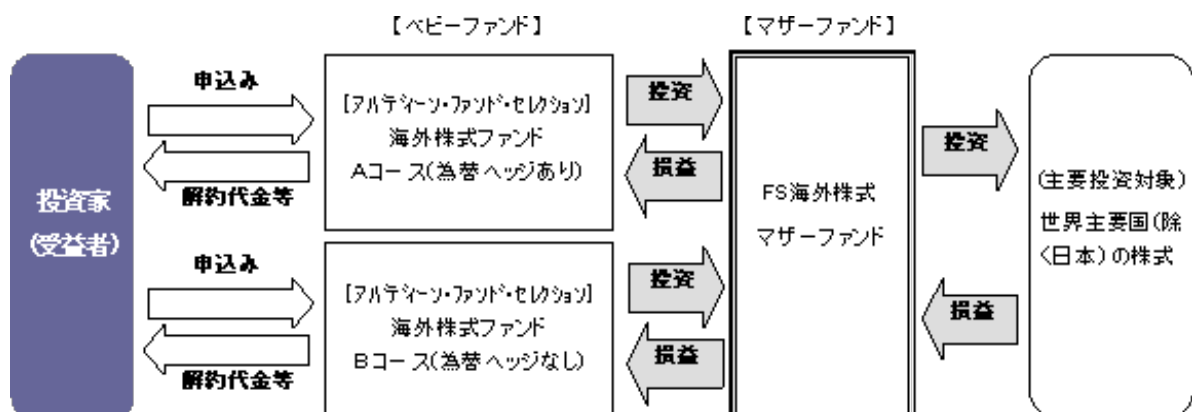 【ベビーファンド】
【マザーファンド】
投資家
(受益者)
申込み
解約代金等
[アルティーン・ファンド・セレクション]
海外株式ファンド
Aコース(為替ヘッジあり)
投資
損益
申込み
解約代金等
[アルティーン・ファンド・セレクション]
海外株式ファンド
Bコース(為替ヘッジなし)
投資
損益
FS海外株式
マザーファンド
投資
損益
(主要投資対象)
世界主要国(除
く日本)の株式